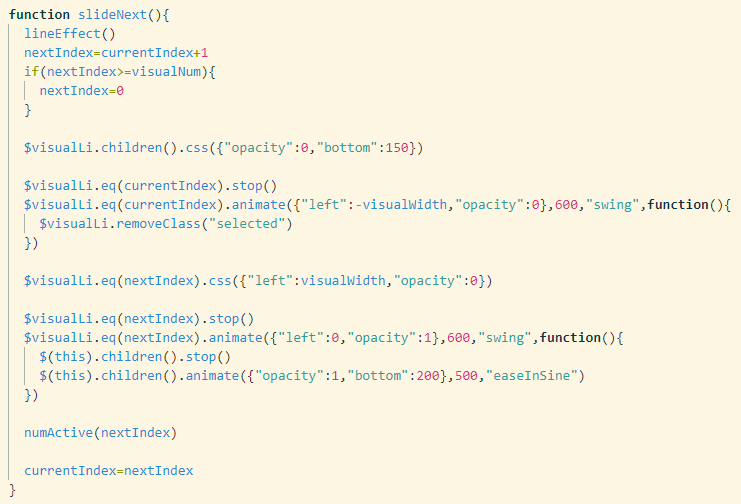 function slideNext(){
lineEffect()
nextIndex=currentIndex+1
if(nextIndex>=visualNum){
nextIndex=0
}
$visualLi.children().css({"opacity":0,"bottom":150})
$visualLi.eq(currentIndex).stop()
$visualLi.eq(currentIndex).animate({"left":-visualWidth,"opacity":0},600,"swing",function(){
$visualLi.removeClass("selected")
})
$visualLi.eq(nextIndex).css({"left":visualWidth,"opacity":0})
$visualLi.eq(nextIndex).stop()
$visualLi.eq(nextIndex).animate({"left":0,"opacity":1},600,"swing",function(){
$(this).children().stop()
$(this).children().animate({"opacity":1,"bottom":200},500,"easeInSine")
})
numActive(nextIndex)
currentIndex=nextIndex
}